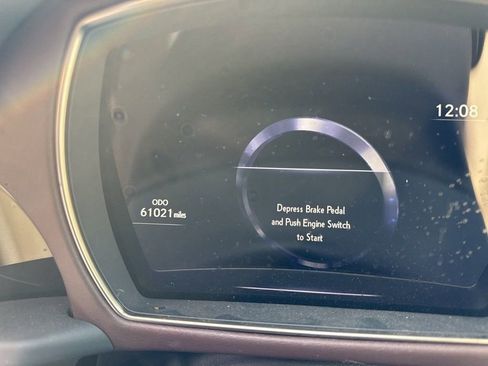 12:08
ODO
61021 miles
Depress Brake Pedal
and Push Engine Switch
to Start